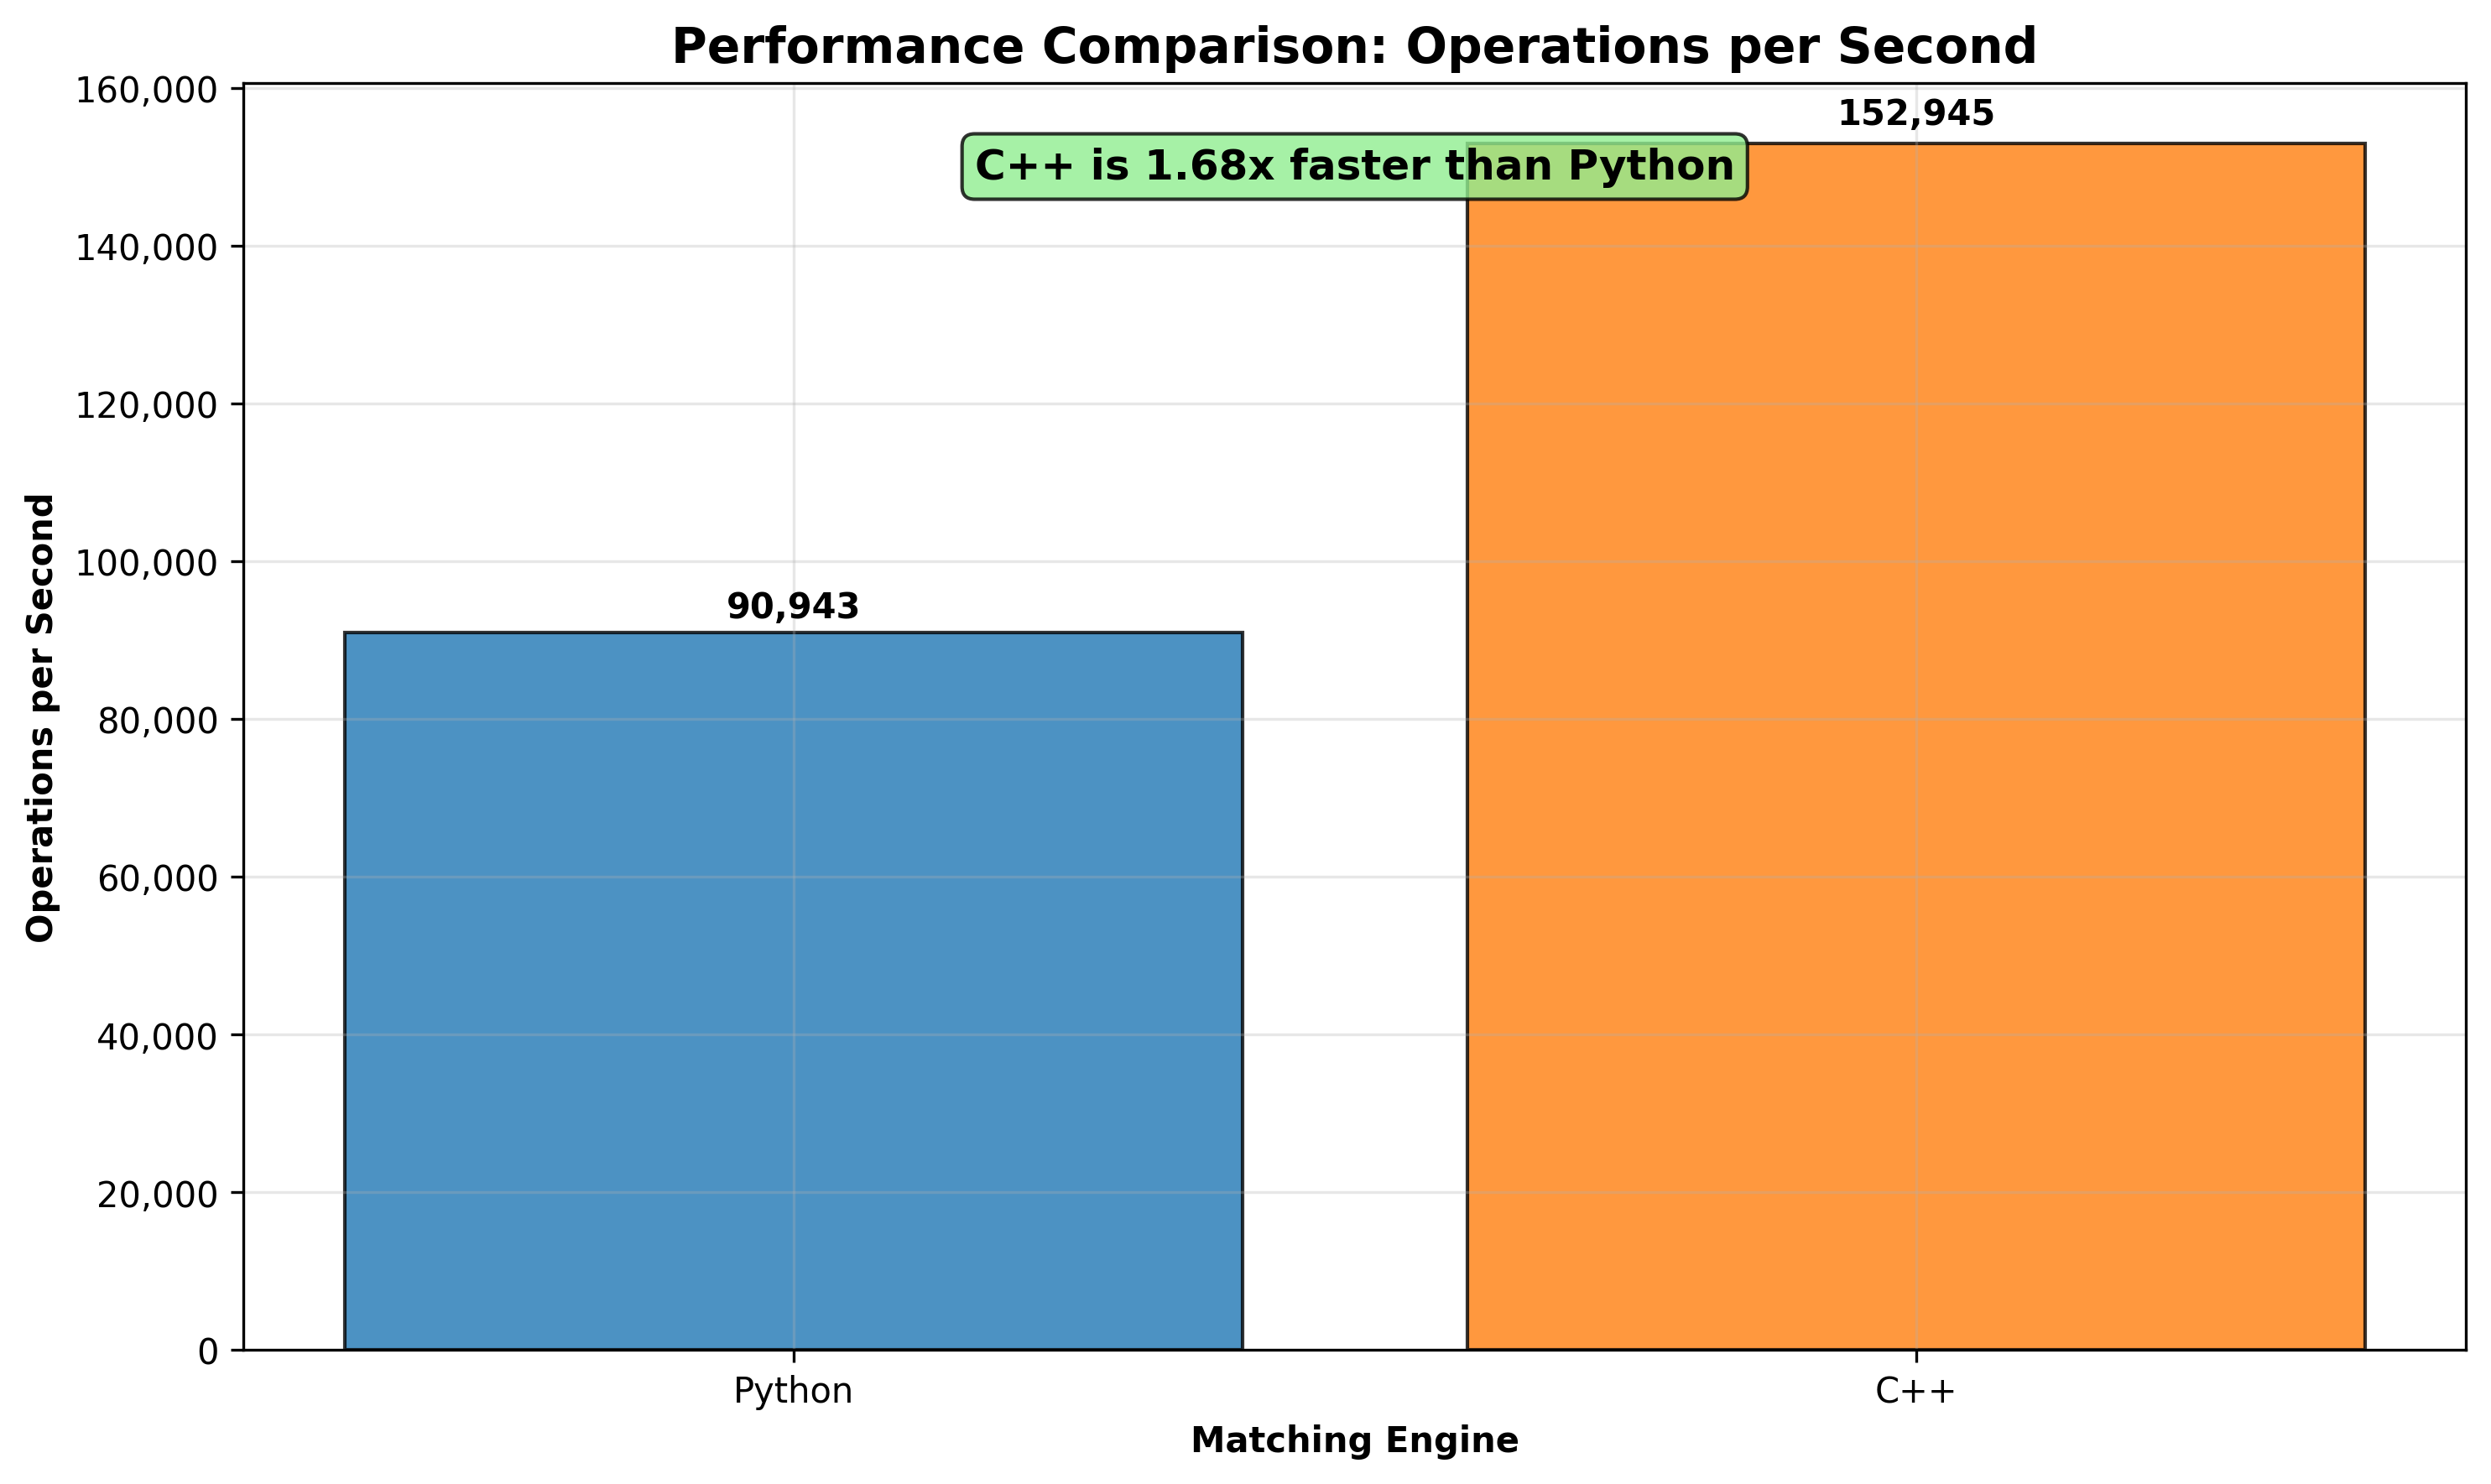 Performance Comparison: Operations per Second
160,000
152,945
C++ is 1.68x faster than Python
140,000
120,000
100,000
90,943
80,000
60,000
40,000
20,000
0
Operations per Second
Python
C++
Matching Engine